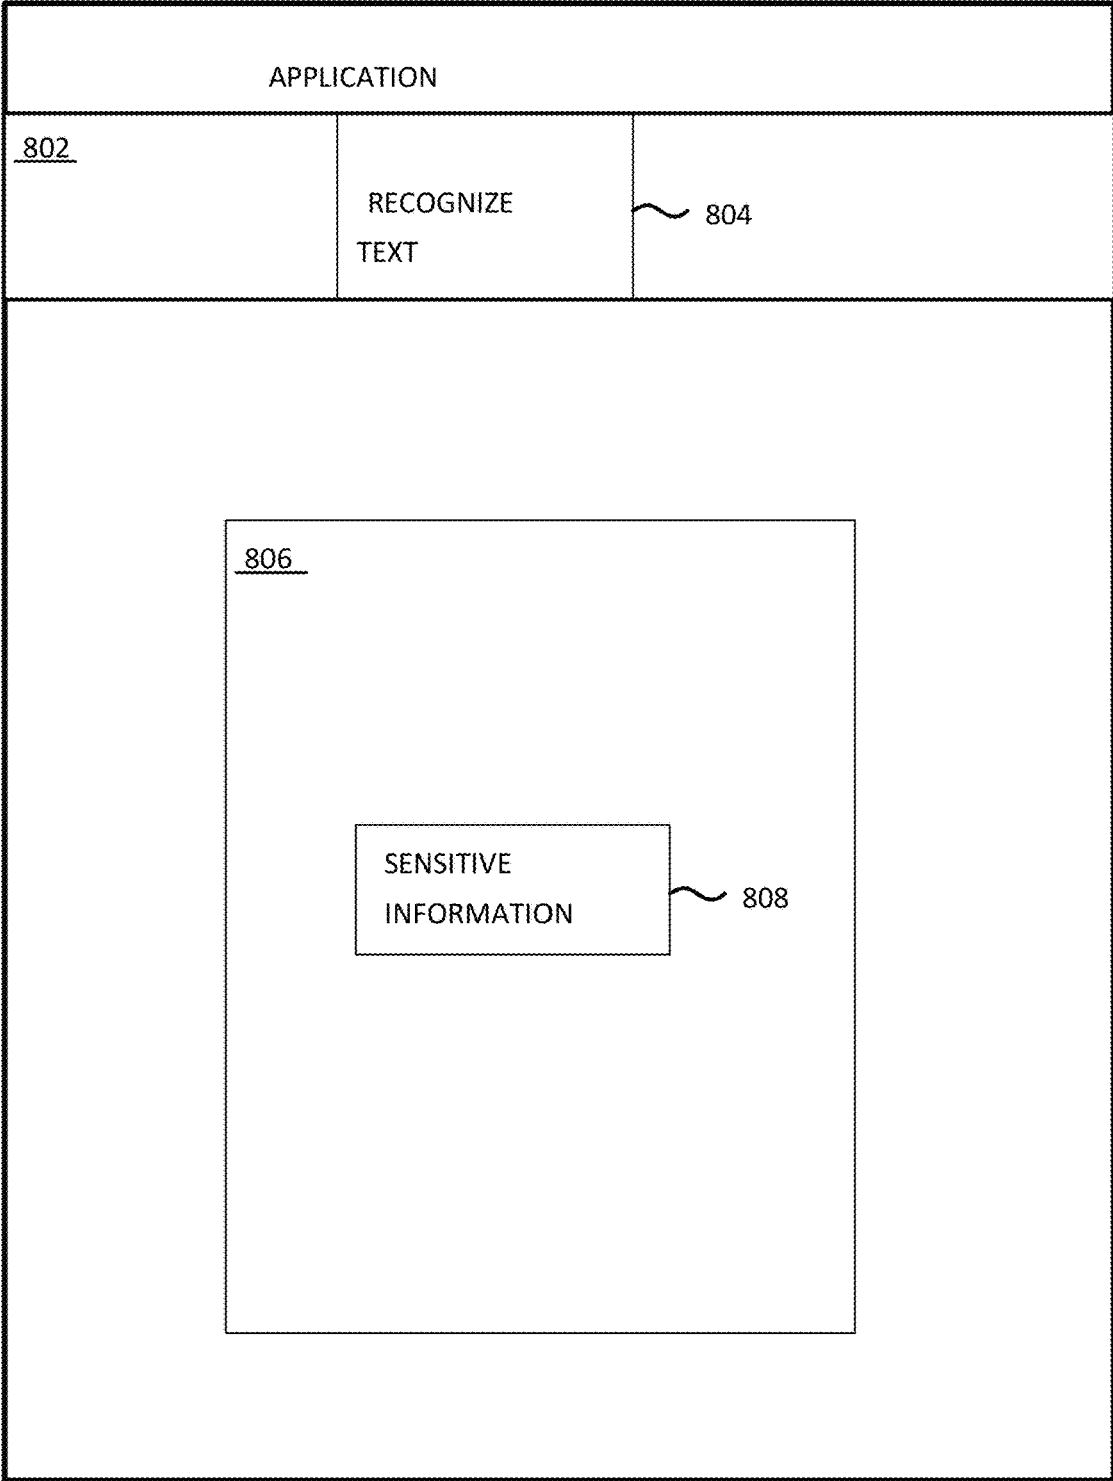 APPLICATION
802
RECOGNIZE
TEXT
804
806
SENSITIVE
INFORMATION
808